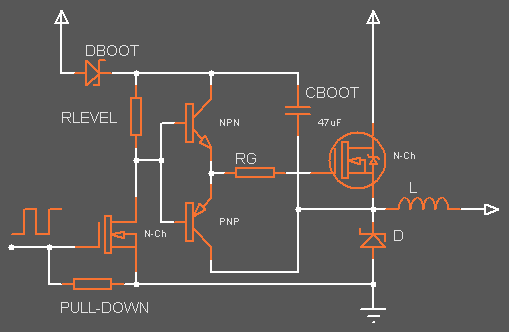 DBOOT
CBOOT
RLEVEL
NPN
47uF
RG
N-Ch
L
PNP
N-Ch
D
PULL-DOWN